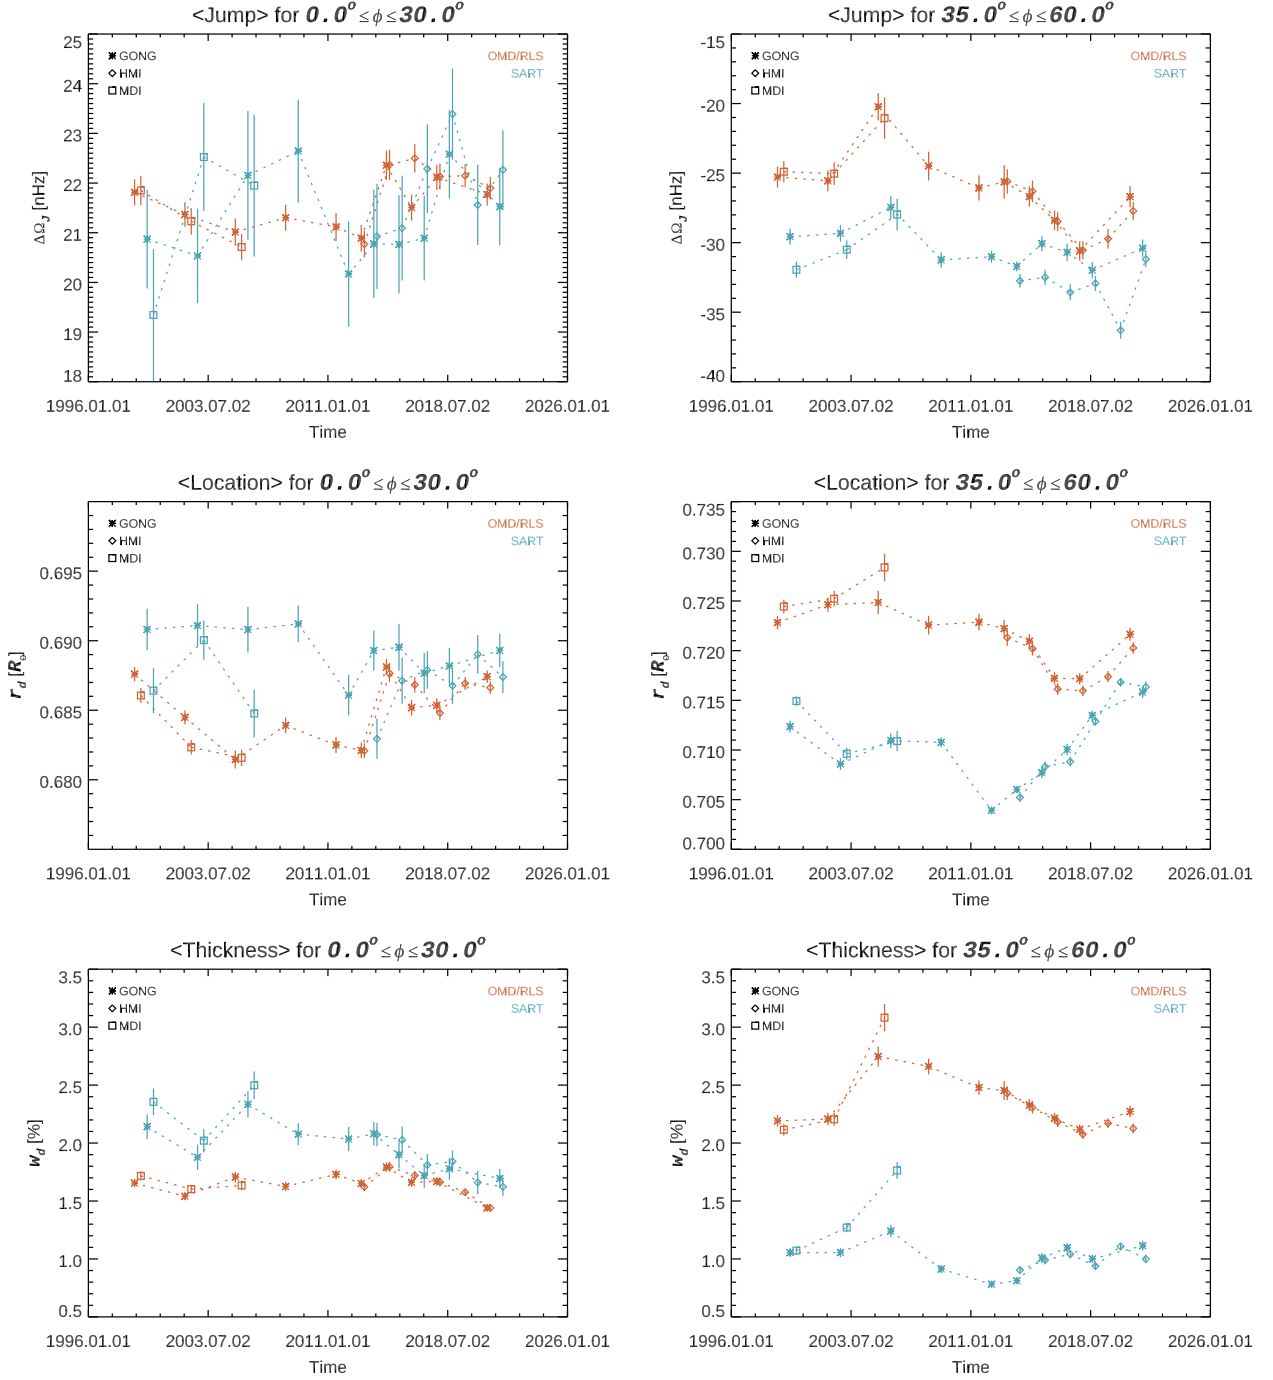 <Jump> for 0.0° ≤ϕ≤30.0°
25
24
23
22
21
20
19
18
ΔΩJ [nHz]
GONG
HMI
MDI
OMD/RLS
SART
1996.01.01 2003.07.02 2011.01.01 2018.07.02 2026.01.01
Time
<Jump> for 35.0° ≤ϕ≤60.0°
-15
-20
-25
-30
-35
-40
ΔΩJ [nHz]
GONG
HMI
MDI
OMD/RLS
SART
1996.01.01 2003.07.02 2011.01.01 2018.07.02 2026.01.01
Time
<Location> for 0.0° ≤ϕ≤30.0°
0.695
0.690
0.685
0.680
rd [R⊙]
GONG
HMI
MDI
OMD/RLS
SART
1996.01.01 2003.07.02 2011.01.01 2018.07.02 2026.01.01
Time
<Location> for 35.0° ≤ϕ≤60.0°
0.735
0.730
0.725
0.720
0.715
0.710
0.705
0.700
rd [R⊙]
GONG
HMI
MDI
OMD/RLS
SART
1996.01.01 2003.07.02 2011.01.01 2018.07.02 2026.01.01
Time
<Thickness> for 0.0° ≤ϕ≤30.0°
3.5
3.0
2.5
2.0
1.5
1.0
0.5
wd [%]
GONG
HMI
MDI
OMD/RLS
SART
1996.01.01 2003.07.02 2011.01.01 2018.07.02 2026.01.01
Time
<Thickness> for 35.0° ≤ϕ≤60.0°
3.5
3.0
2.5
2.0
1.5
1.0
0.5
wd [%]
GONG
HMI
MDI
OMD/RLS
SART
1996.01.01 2003.07.02 2011.01.01 2018.07.02 2026.01.01
Time